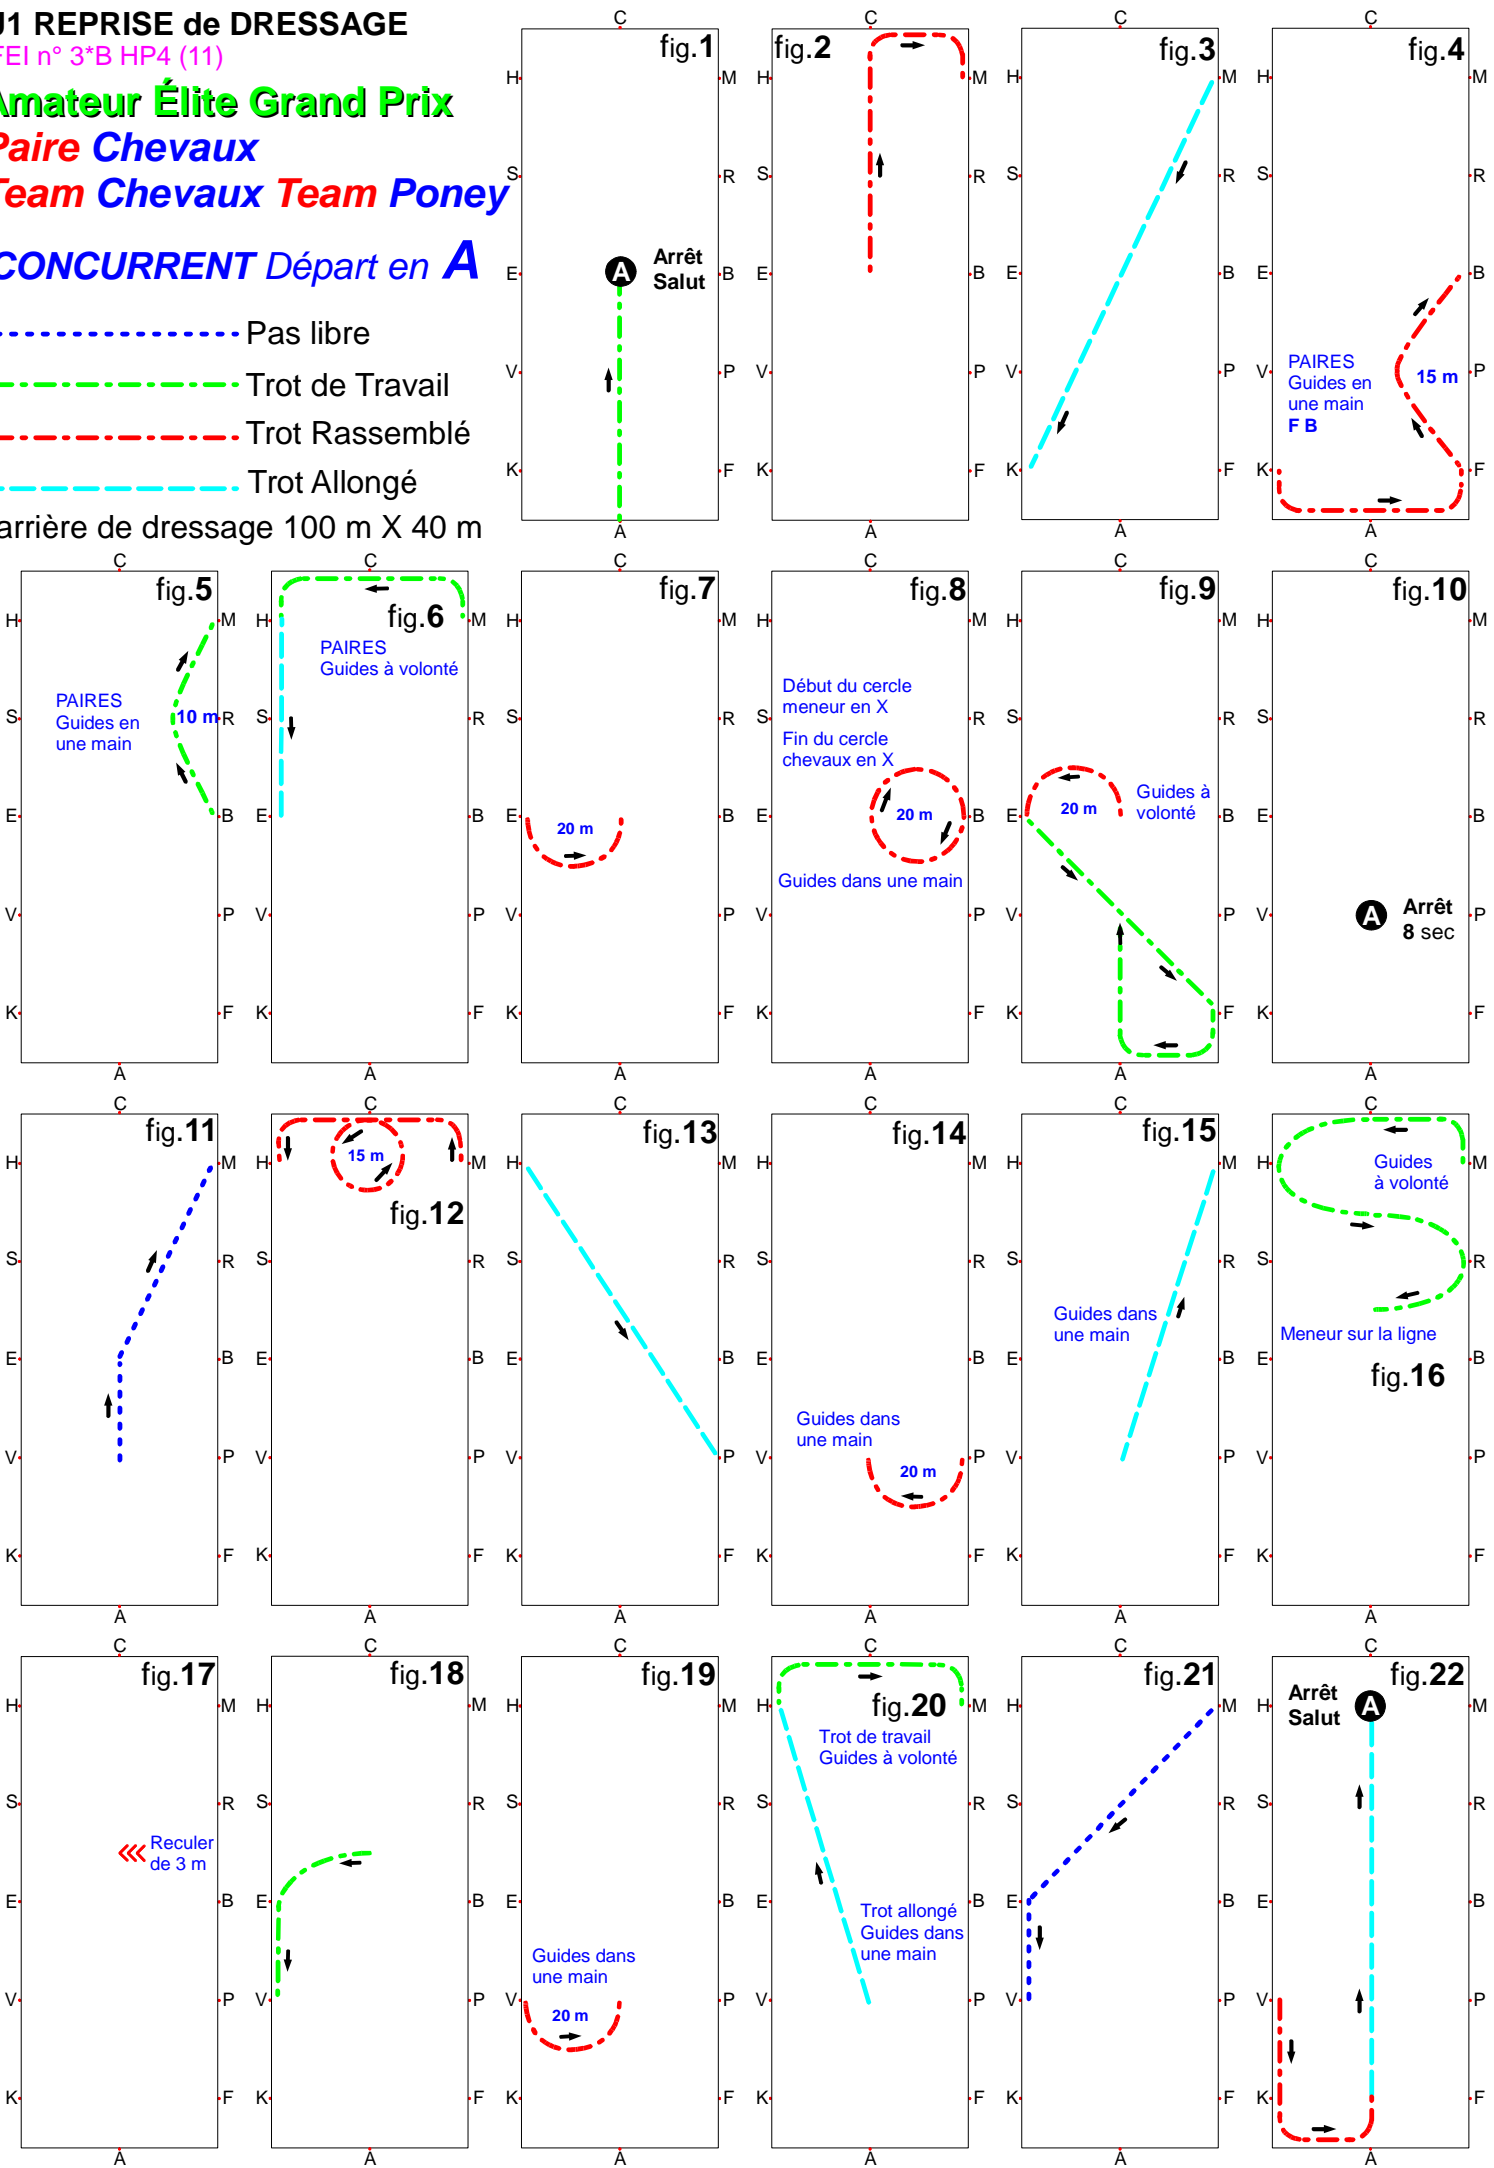 J1 REPRISE de DRESSAGE
FEI n° 3*B HP4 (11)
Amateur Élite Grand Prix
Paire Chevaux
Team Chevaux Team Poney
CONCURRENT Départ en A
Pas libre
Trot de Travail
Trot Rassemblé
Trot Allongé
arrière de dressage 100 m X 40 m
C
fig.1
H M
S R
E A Arrêt B
Salut
V P
K F
A
C
fig.2
H M
S R
E B
V P
K F
A
C
fig.3
H M
S R
E B
V P
K F
A
C
fig.4
H M
S R
E B
PAIRES
Guides en
une main
F B
15 m
V P
K F
A
C
fig.5
H M
PAIRES
Guides en
une main
10 m
S R
E B
V P
K F
A
C
fig.6
H M
PAIRES
Guides à volonté
S R
E B
V P
K F
A
C
fig.7
H M
S R
E B
20 m
V P
K F
A
C
fig.8
H M
Début du cercle
meneur en X
S R
Fin du cercle
chevaux en X
E 20 m B
Guides dans une main
V P
K F
A
C
fig.9
H M
S R
Guides à
volonté
E 20 m B
V P
K F
A
C
fig.10
H M
S R
E B
V A Arrêt P
8 sec
K F
A
C
fig.11
H M
S R
E B
V P
K F
A
C
15 m
H M
fig.12
S R
E B
V P
K F
A
C
fig.13
H M
S R
E B
V P
K F
A
C
fig.14
H M
S R
E B
Guides dans
une main
V P
20 m
K F
A
C
fig.15
H M
S R
Guides dans
une main
E B
V P
K F
A
C
Guides
à volonté
H M
S R
Meneur sur la ligne
E B
fig.16
V P
K F
A
C
fig.17
H M
S R
Reculer
de 3 m
E B
V P
K F
A
C
fig.18
H M
S R
E B
V P
K F
A
C
fig.19
H M
S R
E B
Guides dans
une main
V P
20 m
K F
A
C
H M
fig.20
Trot de travail
Guides à volonté
S R
E B
Trot allongé
Guides dans
une main
V P
K F
A
C
fig.21
H M
S R
E B
V P
K F
A
C
fig.22
Arrêt
Salut
H A M
S R
E B
V P
K F
A